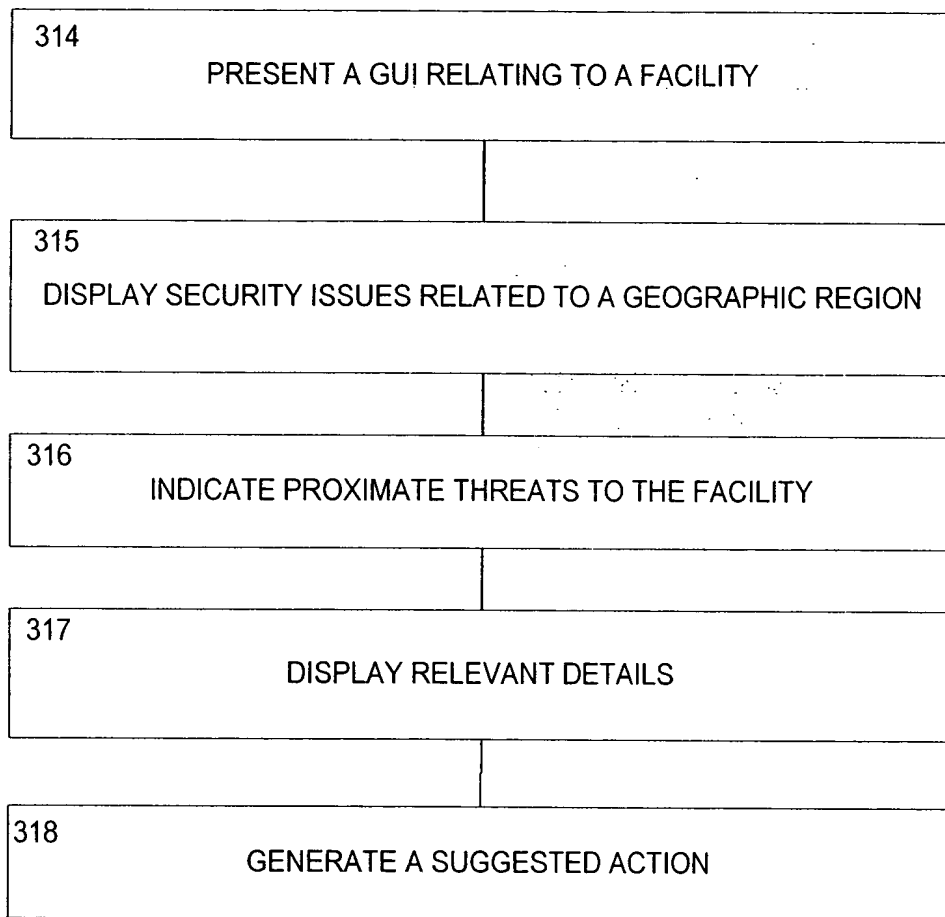 314
PRESENT A GUI RELATING TO A FACILITY
315
DISPLAY SECURITY ISSUES RELATED TO A GEOGRAPHIC REGION
316
INDICATE PROXIMATE THREATS TO THE FACILITY
317
DISPLAY RELEVANT DETAILS
318
GENERATE A SUGGESTED ACTION